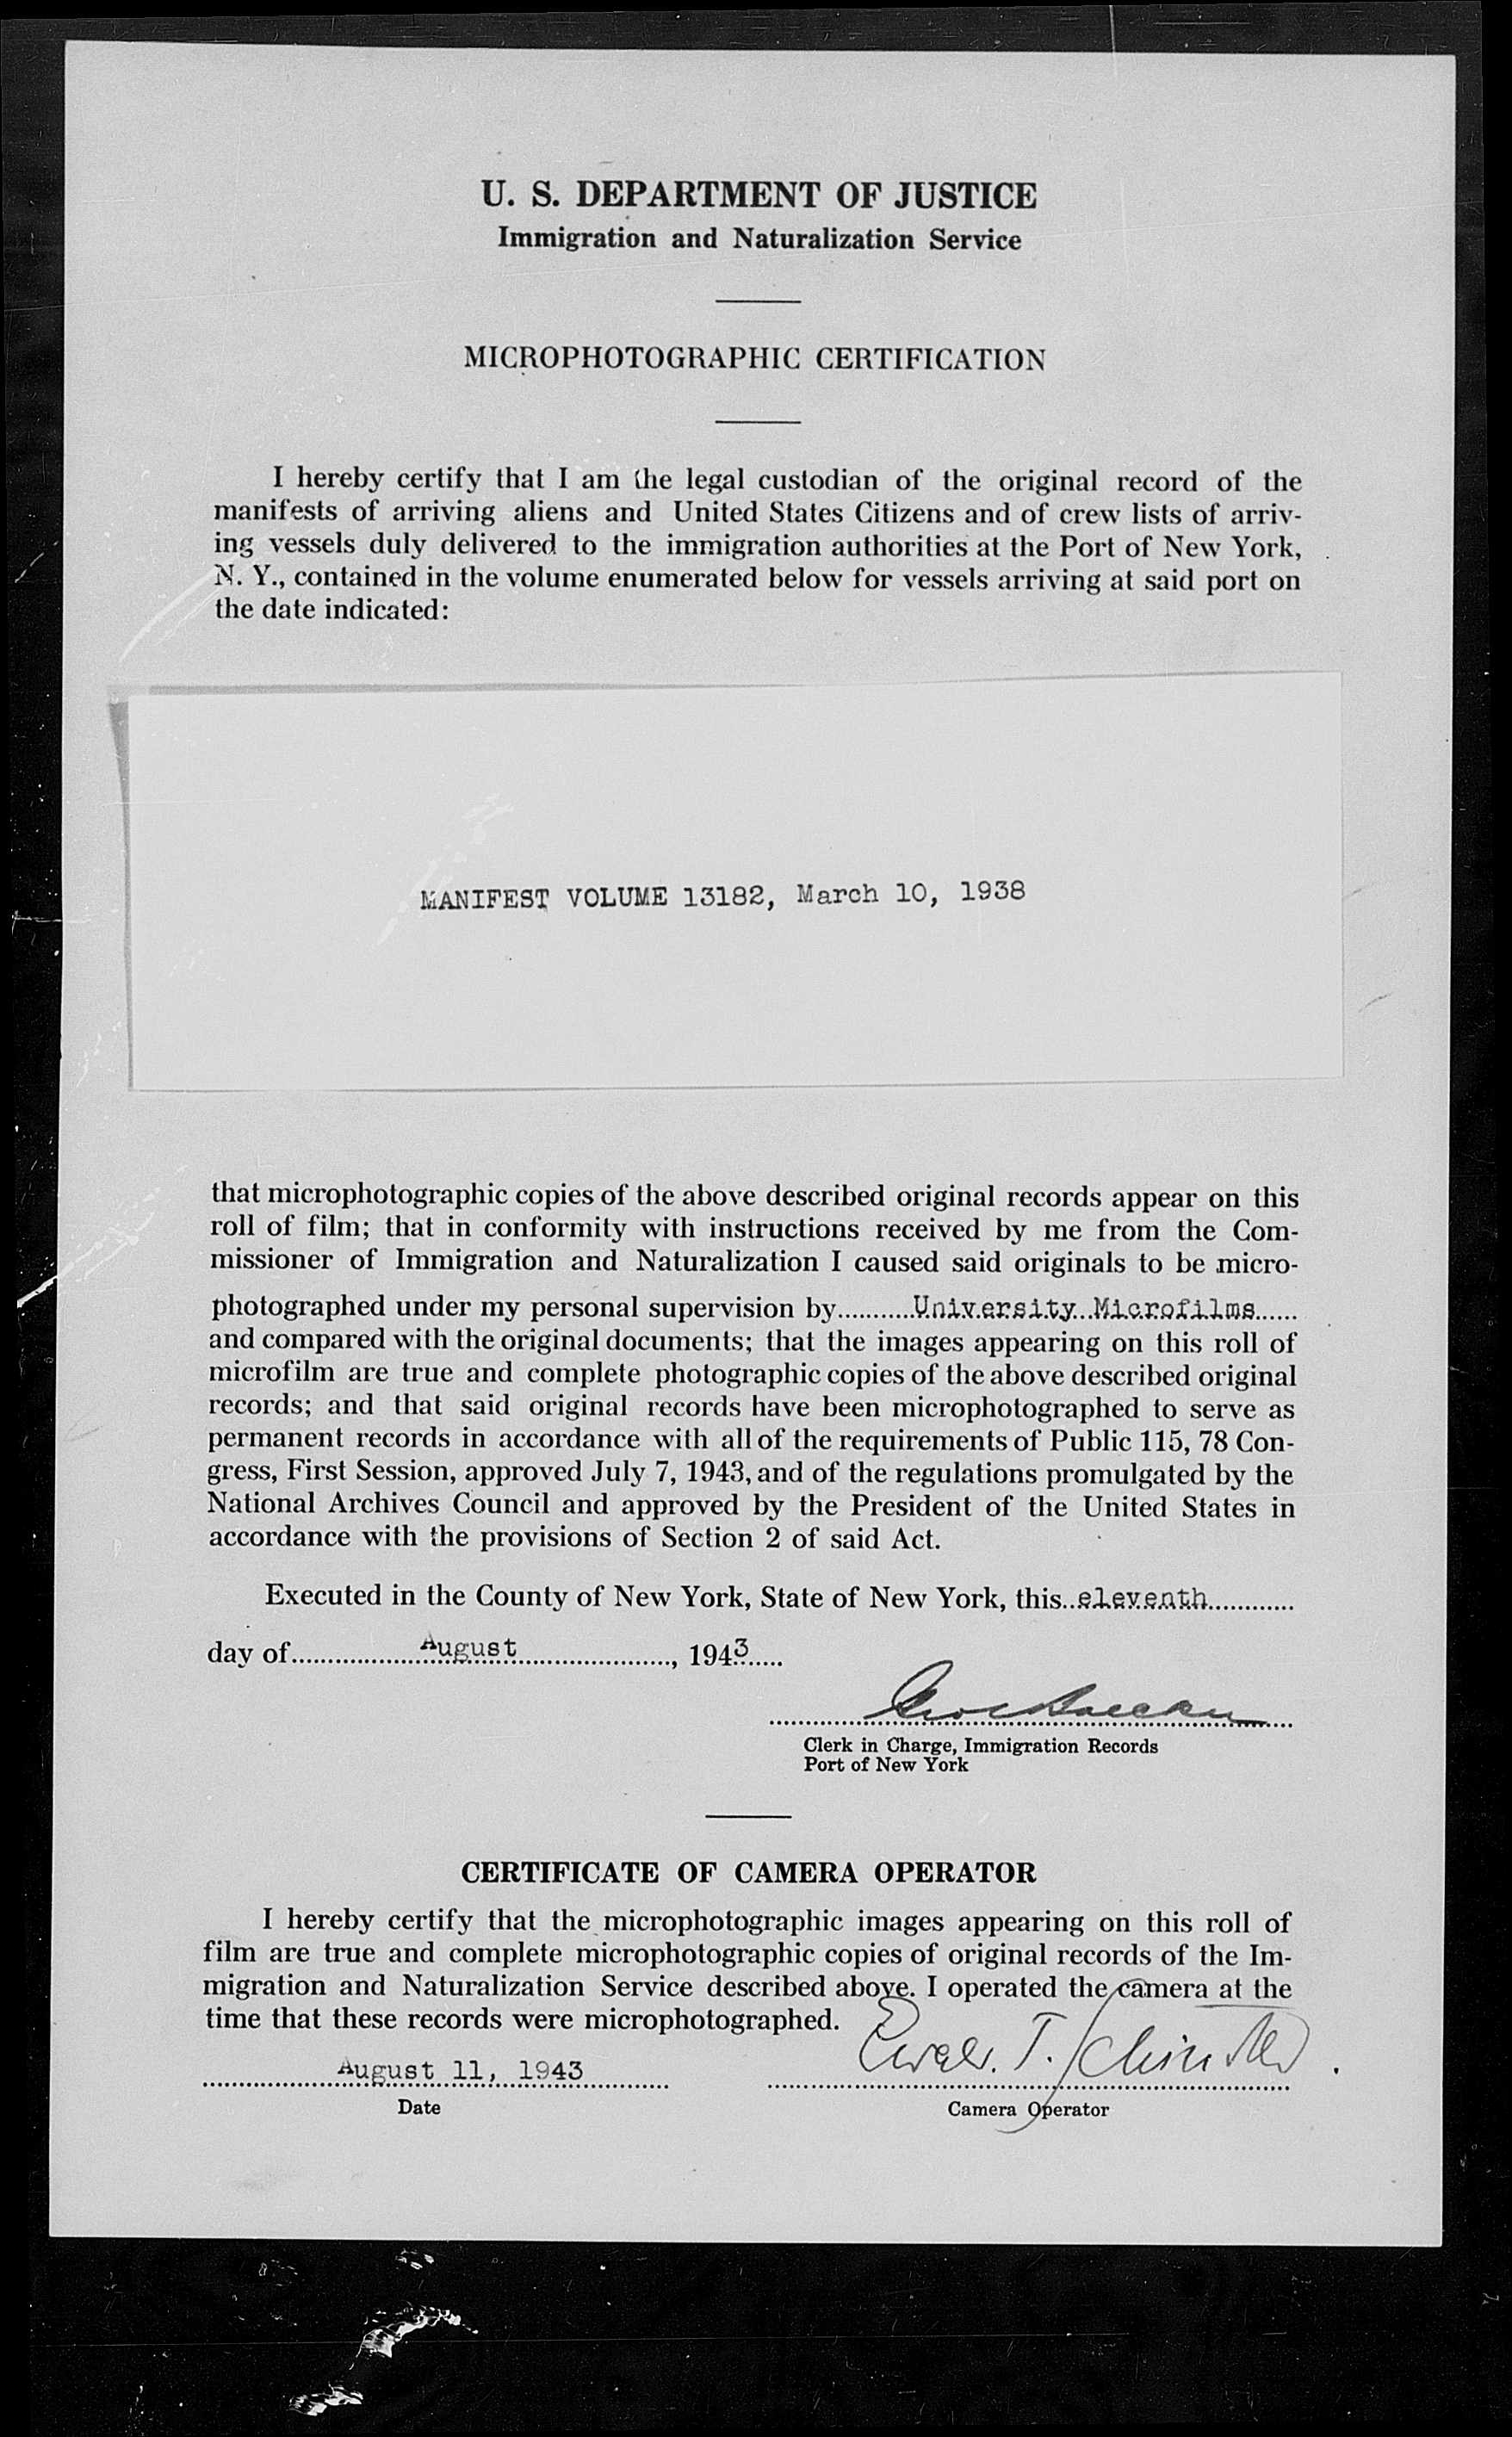 U. S. DEPARTMENT OF JUSTICE
Immigration and Naturalization Service
MICROPHOTOGRAPHIC CERTIFICATION
I hereby certify that I am the legal custodian of the original record of the
manifests of arriving aliens and United States Citizens and of crew lists of arriv-
ing vessels duly delivered to the immigration authorities at the Port of New York,
N. Y., contained in the volume enumerated below for vessels arriving at said port on
the date indicated:
MANIFEST VOLUME 13182, March 10, 1938
that microphotographic copies of the above described original records appear on this
roll of film; that in conformity with instructions received by me from the Com-
missioner of Immigration and Naturalization I caused said originals to be micro-
photographed under my personal supervision by..........University Microfilms......
and compared with the original documents; that the images appearing on this roll of
microfilm are true and complete photographic copies of the above described original
records; and that said original records have been microphotographed to serve as
permanent records in accordance with all of the requirements of Public 115, 78 Con-
gress, First Session, approved July 7, 1943, and of the regulations promulgated by the
National Archives Council and approved by the President of the United States in
accordance with the provisions of Section 2 of said Act.
Executed in the County of New York, State of New York, this..eleventh............
day of....................August......................, 1943.....
Clerk in Charge, Immigration Records
Port of New York
CERTIFICATE OF CAMERA OPERATOR
I hereby certify that the microphotographic images appearing on this roll of
film are true and complete microphotographic copies of original records of the Im-
migration and Naturalization Service described above. I operated the camera at the
time that these records were microphotographed.
August 11, 1943
Date
Camera Operator